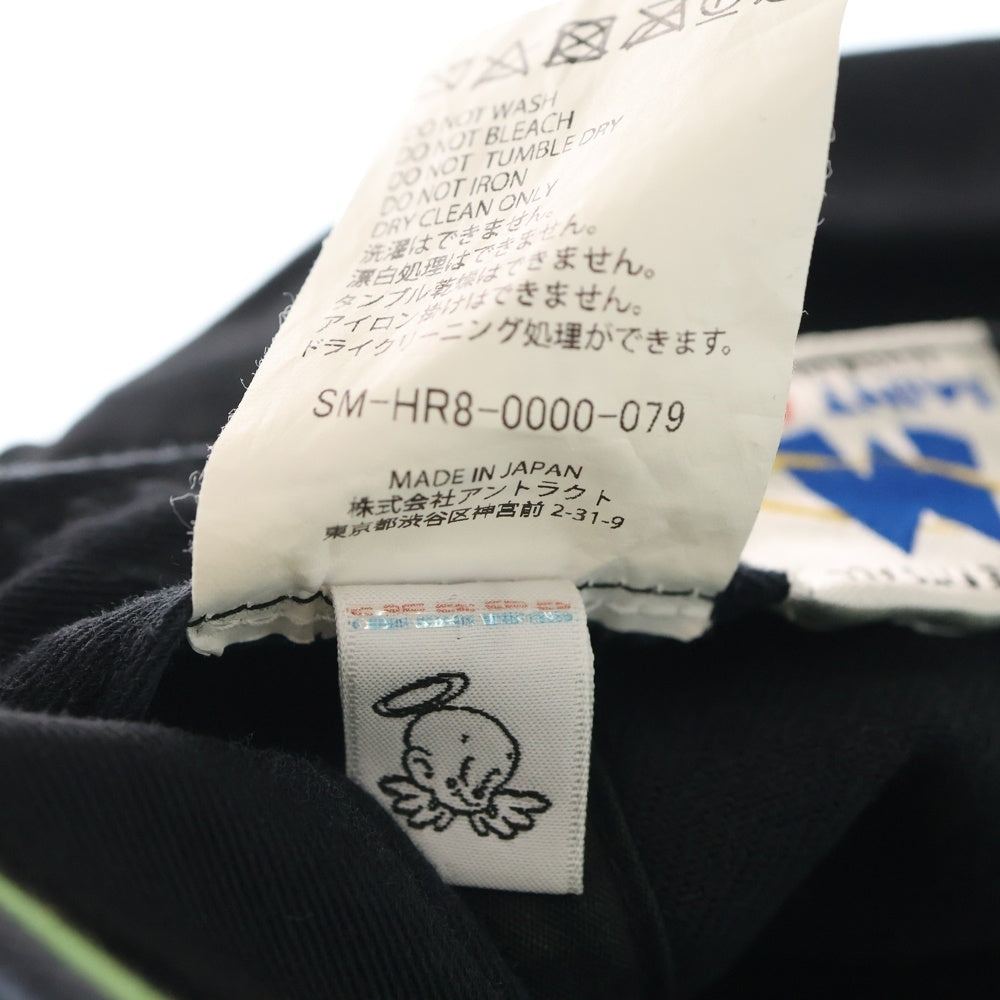 DO NOT WASH
DO NOT BLEACH
DO NOT TUMBLE DRY
DO NOT IRON
DRY CLEAN ONLY
洗濯はできません。
漂白処理はできません。
タンブル乾燥はできません。
アイロン掛けはできません。
ドライクリーニング処理ができます。
SM-HR8-0000-079
MADE IN JAPAN
株式会社アントラクト
東京都渋谷区神宮前 2-31-9